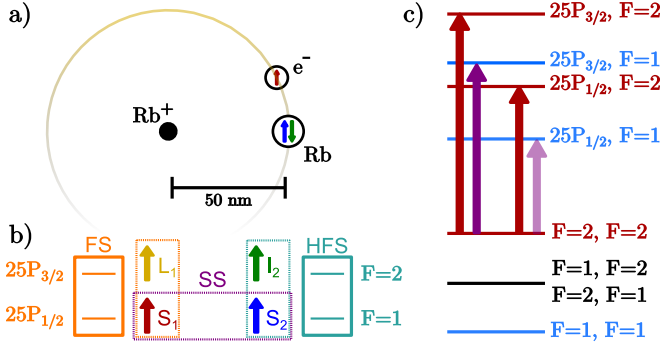 a)
e⁻
Rb⁺
Rb
50 nm
b)
FS
HFS
25P₃/₂
L₁
SS
I₂
F=2
25P₁/₂
S₁
S₂
F=1
c)
25P₃/₂, F=2
25P₃/₂, F=1
25P₁/₂, F=2
25P₁/₂, F=1
F=2, F=2
F=1, F=2
F=2, F=1
F=1, F=1